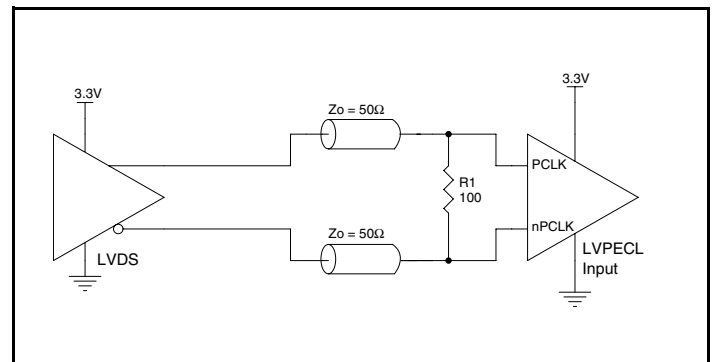 3.3V
3.3V
Zo = 50Ω
PCLK
R1
100
nPCLK
Zo = 50Ω
LVDS
LVPECL
Input